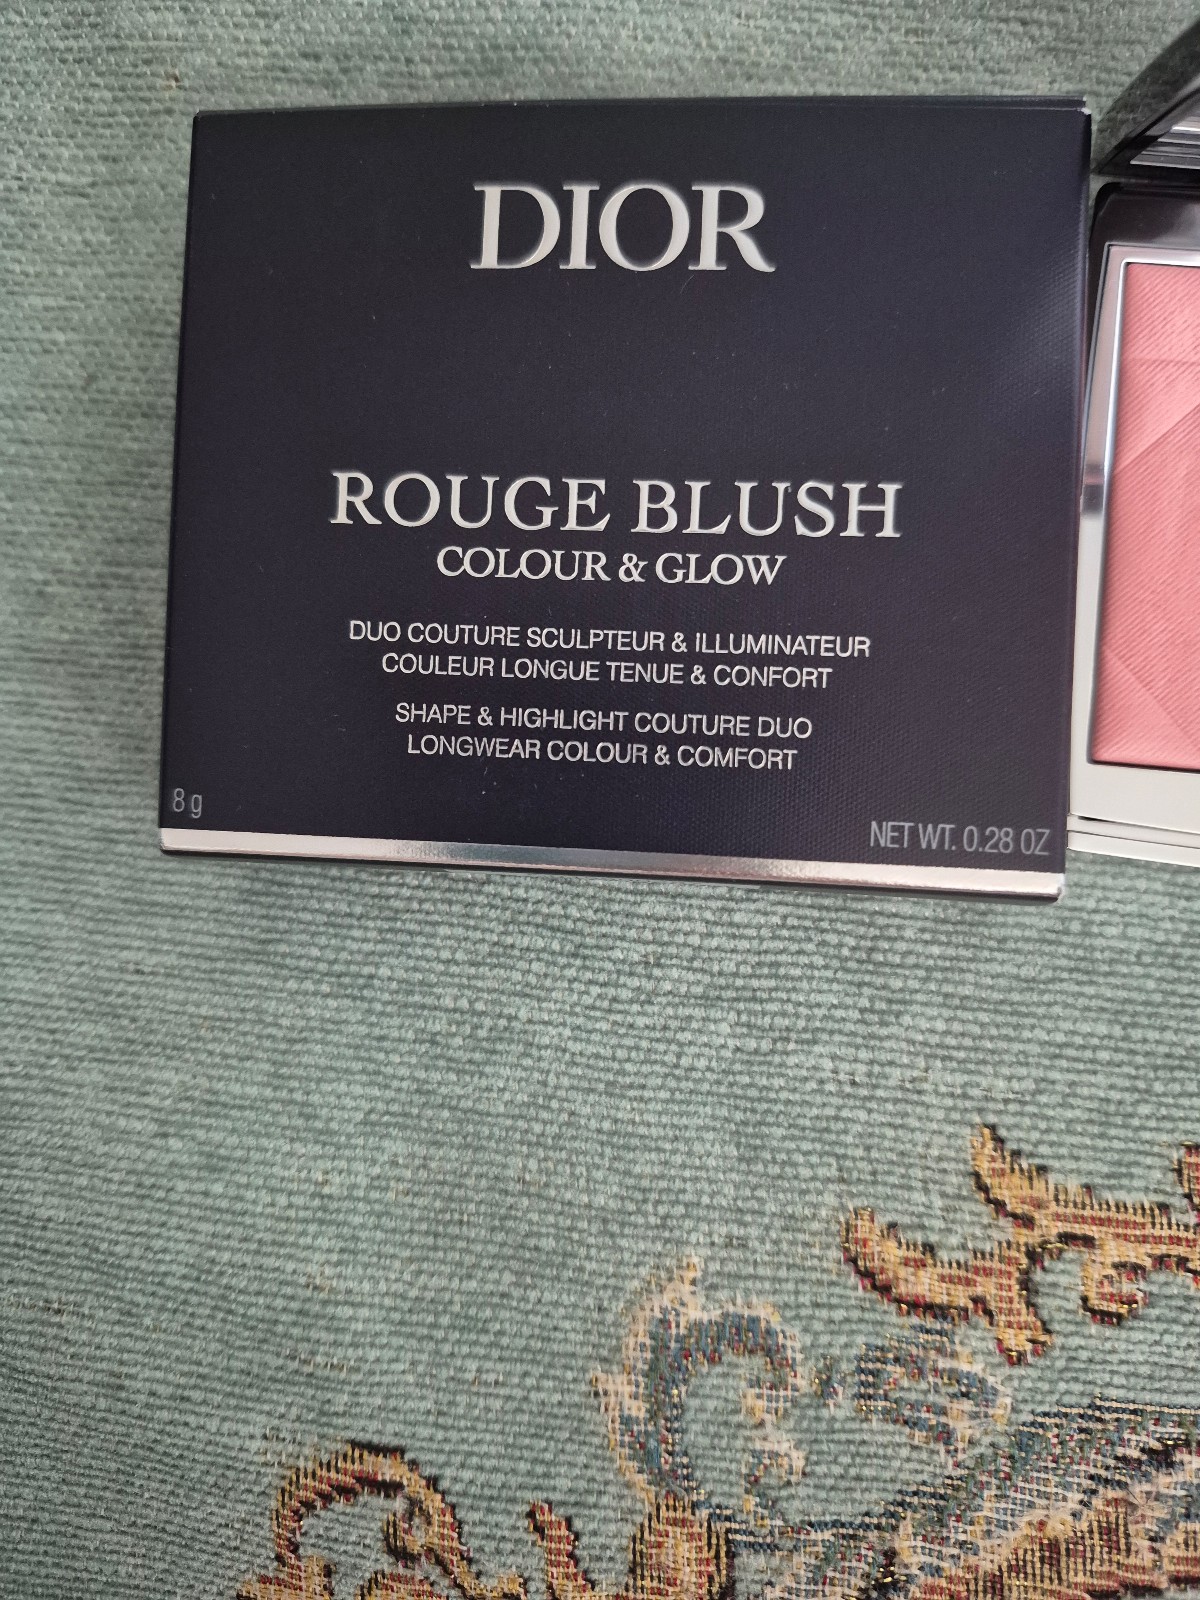 DIOR
ROUGE BLUSH
COLOUR & GLOW
DUO COUTURE SCULPTEUR & ILLUMINATEUR
COULEUR LONGUE TENUE & CONFORT
SHAPE & HIGHLIGHT COUTURE DUO
LONGWEAR COLOUR & COMFORT
8 g
NET WT. 0.28 OZ